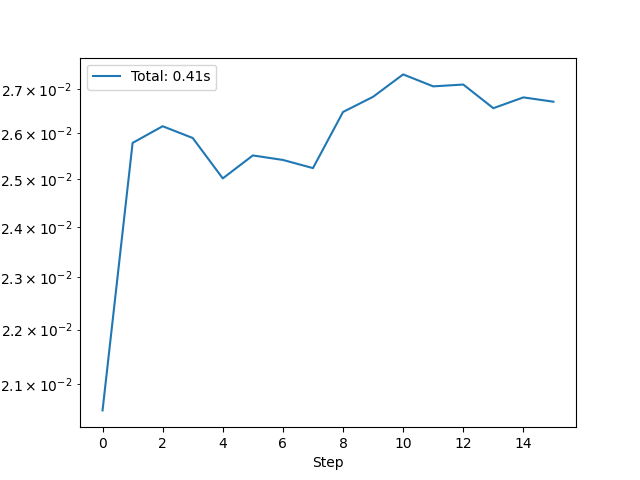 Total: 0.41s
2.7 × 10⁻²
2.6 × 10⁻²
2.5 × 10⁻²
2.4 × 10⁻²
2.3 × 10⁻²
2.2 × 10⁻²
2.1 × 10⁻²
0 2 4 6 8 10 12 14
Step